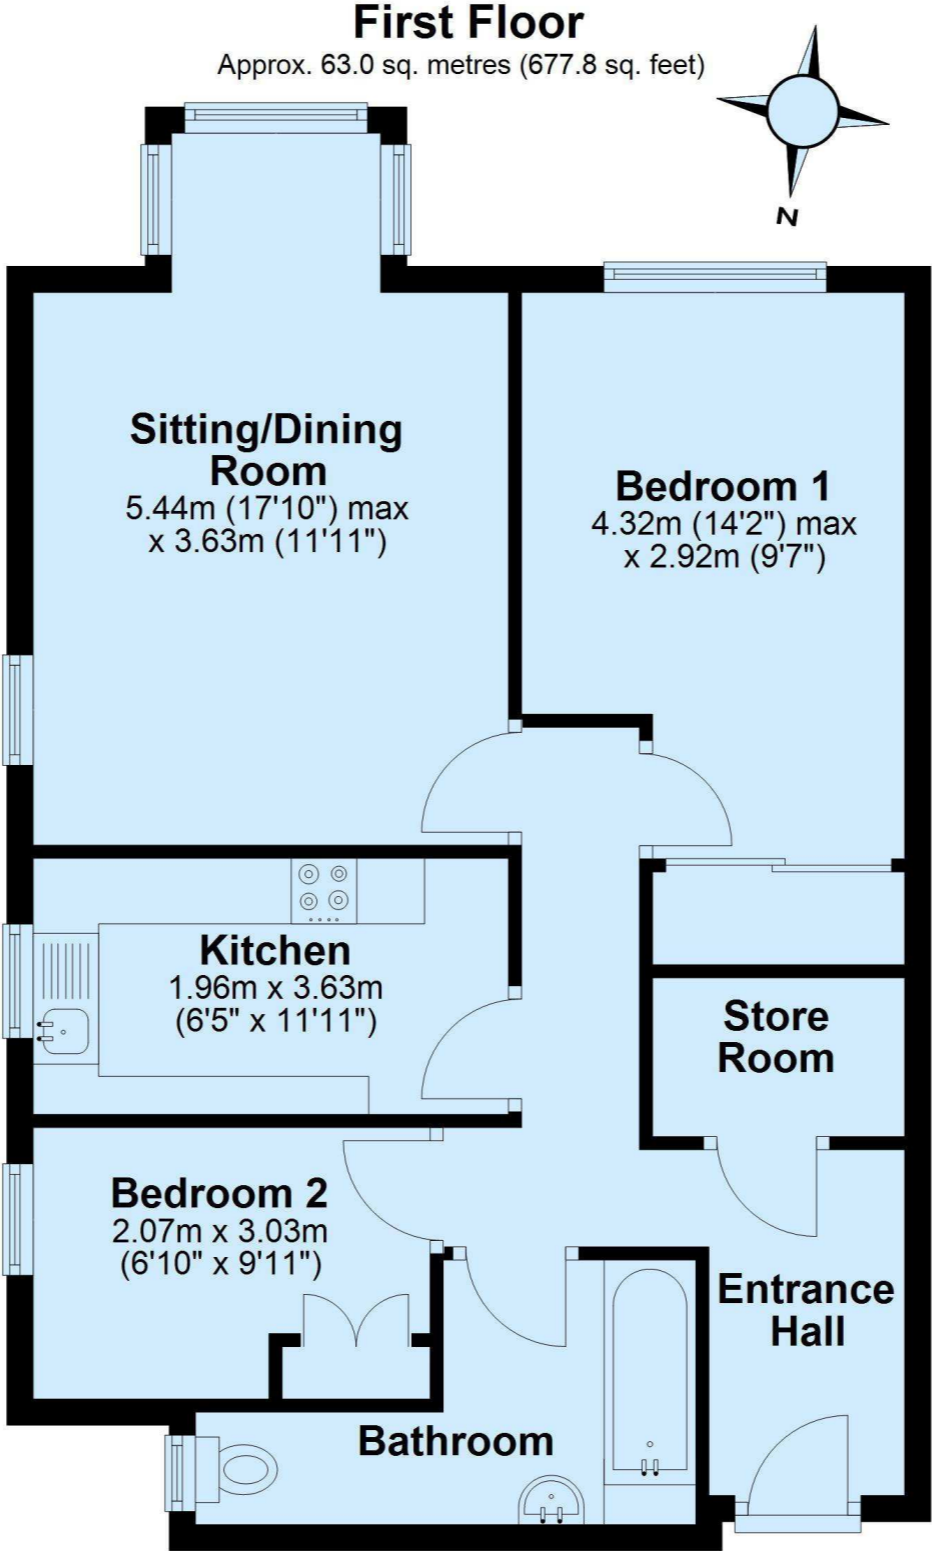 First Floor
Approx. 63.0 sq. metres (677.8 sq. feet)
N
Sitting/Dining
Room
5.44m (17'10") max
x 3.63m (11'11")
Bedroom 1
4.32m (14'2") max
x 2.92m (9'7")
Kitchen
1.96m x 3.63m
(6'5" x 11'11")
Store
Room
Bedroom 2
2.07m x 3.03m
(6'10" x 9'11")
Entrance
Hall
Bathroom